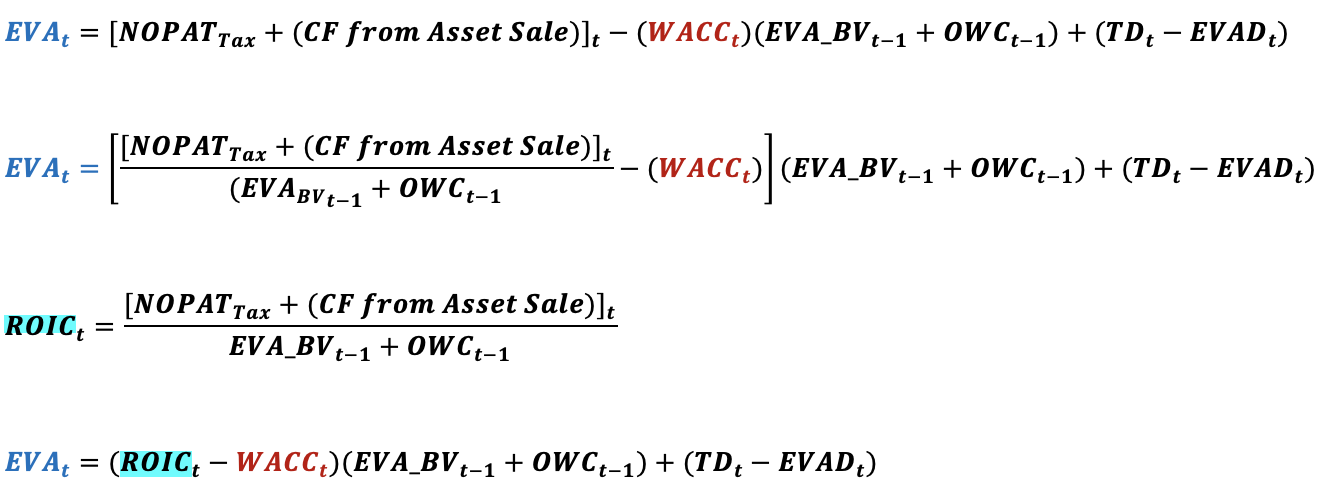 EVA_t = [NOPAT_Tax + (CF from Asset Sale)]_t − (WACC_t)(EVA_BV_t−1 + OWC_t−1) + (TD_t − EVAD_t)
EVA_t = [[NOPAT_Tax + (CF from Asset Sale)]_t / (EVA_BV_t−1 + OWC_t−1 − (WACC_t)] (EVA_BV_t−1 + OWC_t−1) + (TD_t − EVAD_t)
ROIC_t = [NOPAT_Tax + (CF from Asset Sale)]_t / EVA_BV_t−1 + OWC_t−1
EVA_t = (ROIC_t − WACC_t)(EVA_BV_t−1 + OWC_t−1) + (TD_t − EVAD_t)